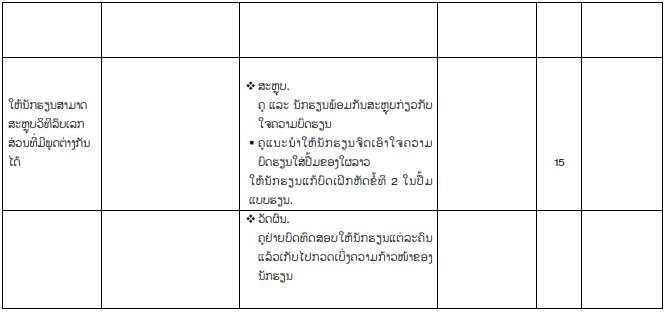 ໃຫ້ນັກຮຽນສາມາດ
ສະຫຼຸບວິທີລົບເລກ
ສ່ວນທີ່ມີພູດຕ່າງກັນ
ໄດ້
❖ ສະຫຼຸບ.
ຄູ ແລະ ນັກຮຽນພ້ອມກັນສະຫຼຸບກ່ຽວກັບ
ໃຈຄວາມບົດຮຽນ
▪ ຄູແນະນຳໃຫ້ນັກຮຽນຈົດເອົາໃຈຄວາມ
ບົດຮຽນໃສ່ປຶ້ມຂອງໃຜລາວ
ໃຫ້ນັກຮຽນແກ້ບົດເຝິກຫັດຂໍ້ທີ 2 ໃນປຶ້ມ
ແບບຮຽນ.
15
❖ ວັດຜົນ.
ຄູຢາຍບົດທົດສອບໃຫ້ນັກຮຽນແຕ່ລະຄົນ
ແລ້ວເກັບໄປກວດເບິ່ງຄວາມກ້າວໜ້າຂອງ
ນັກຮຽນ